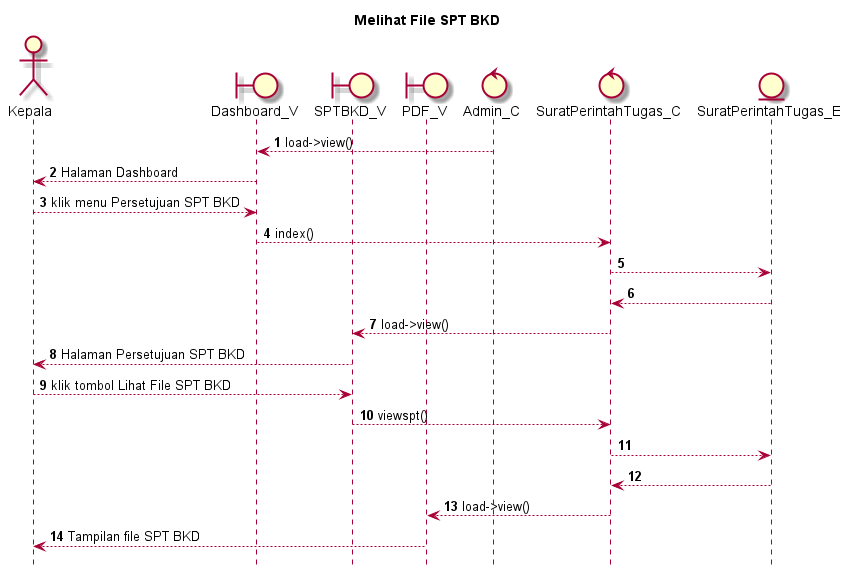 Melihat File SPT BKD
Kepala
Dashboard_V
SPTBKD_V
PDF_V
Admin_C
SuratPerintahTugas_C
SuratPerintahTugas_E
1 load->view()
2 Halaman Dashboard
3 klik menu Persetujuan SPT BKD
4 index()
5
6
7 load->view()
8 Halaman Persetujuan SPT BKD
9 klik tombol Lihat File SPT BKD
10 viewspt()
11
12
13 load->view()
14 Tampilan file SPT BKD